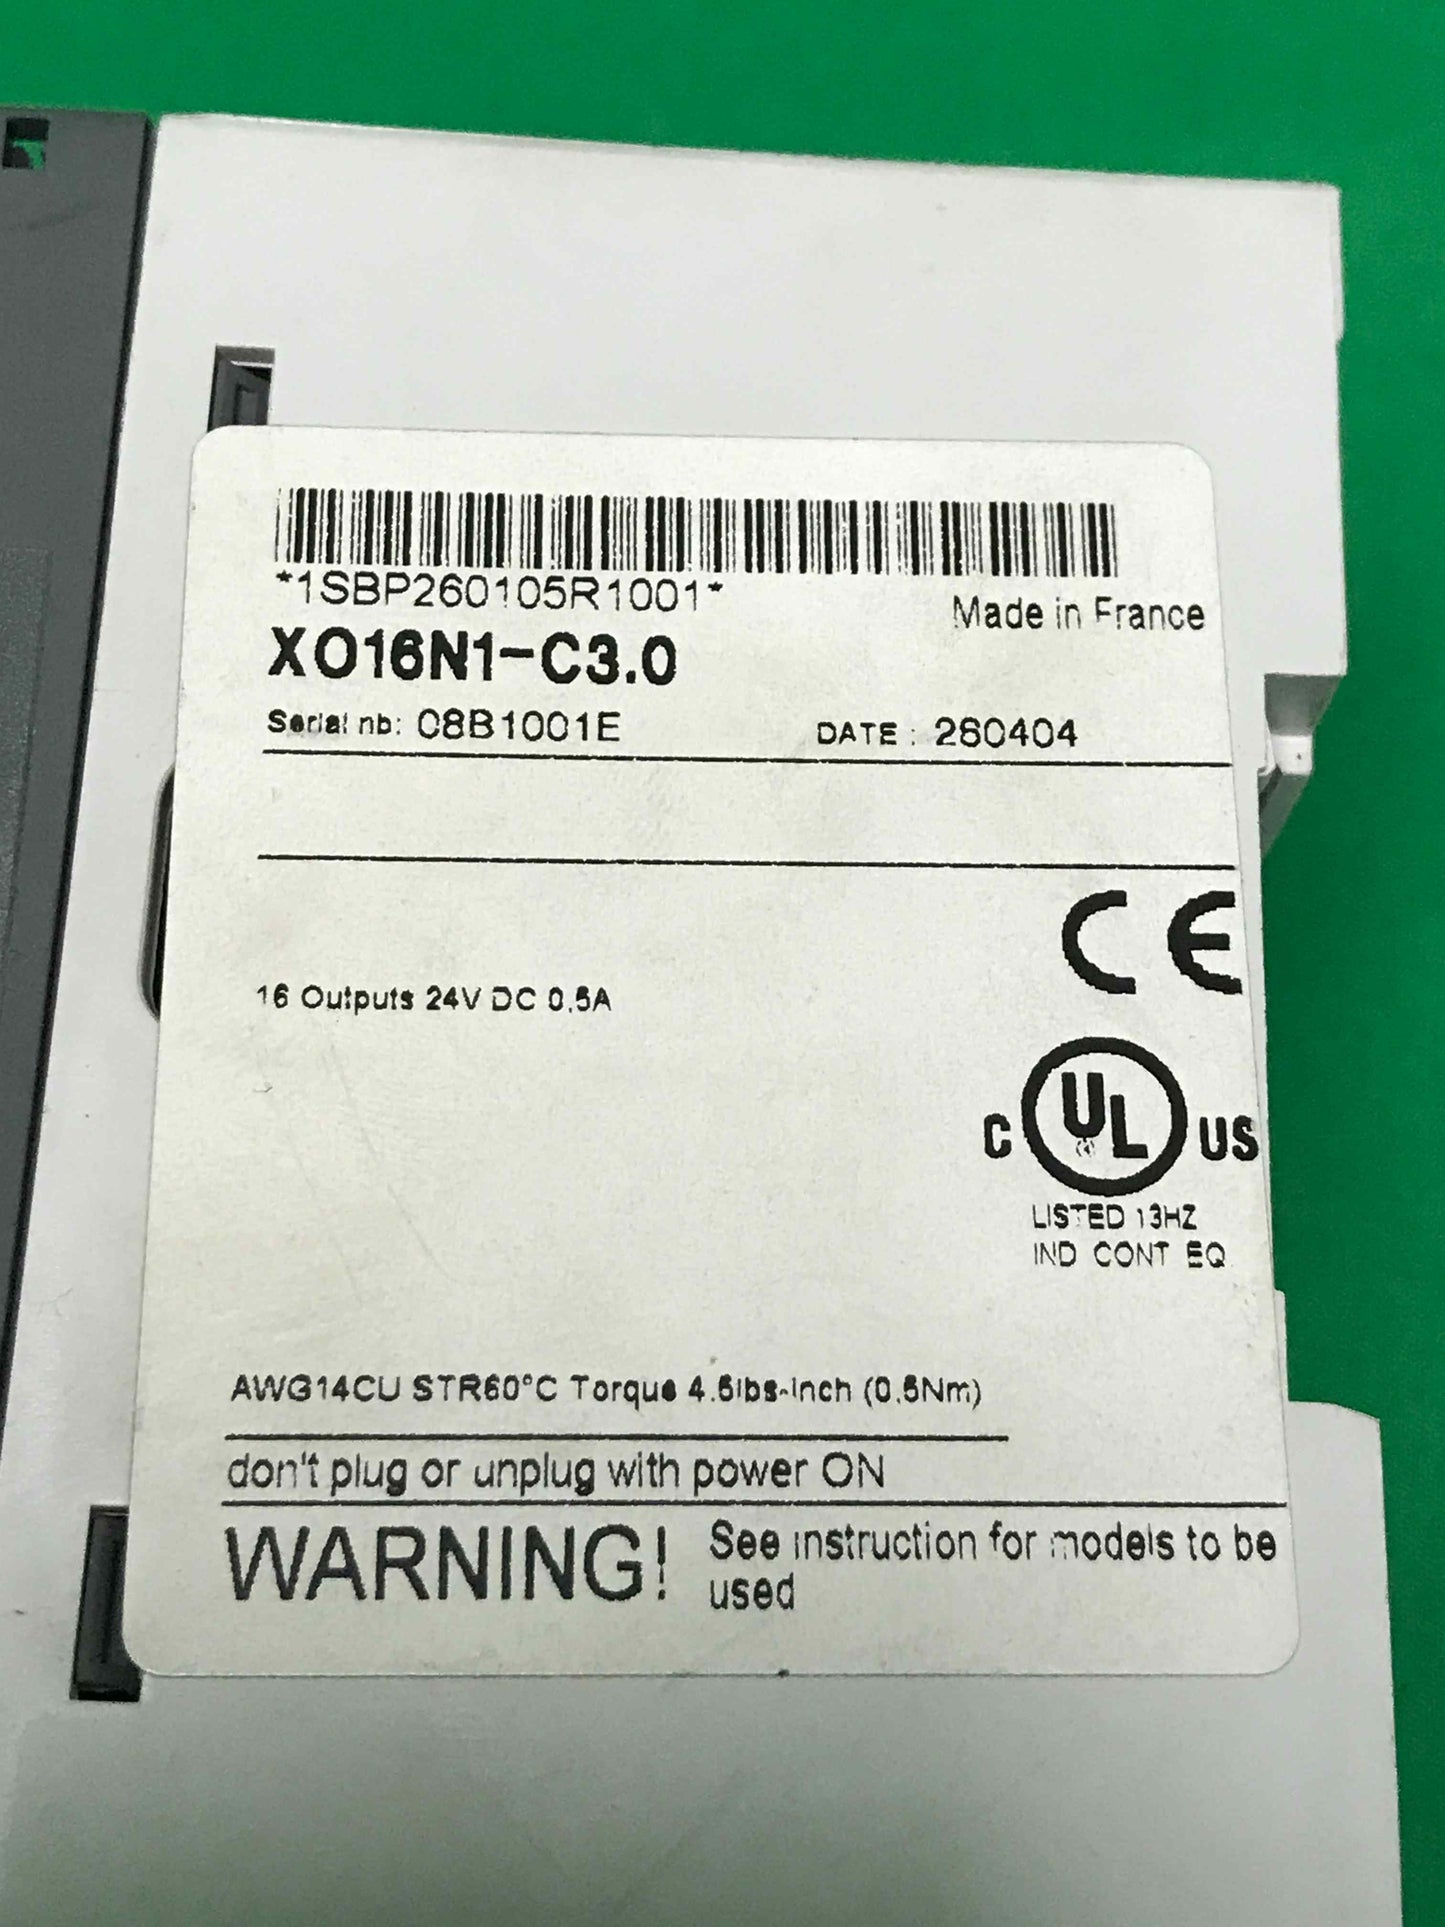 *1SBP260105R1001*
Made in France
XO16N1-C3.0
Serial nb: 08B1001E
DATE : 260404
CE
16 Outputs 24V DC 0.5A
C UL US
LISTED 13HZ
IND CONT EQ
AWG14CU STR60°C Torque 4.5lbs-inch (0.5Nm)
don't plug or unplug with power ON
WARNING! See instruction for models to be
used